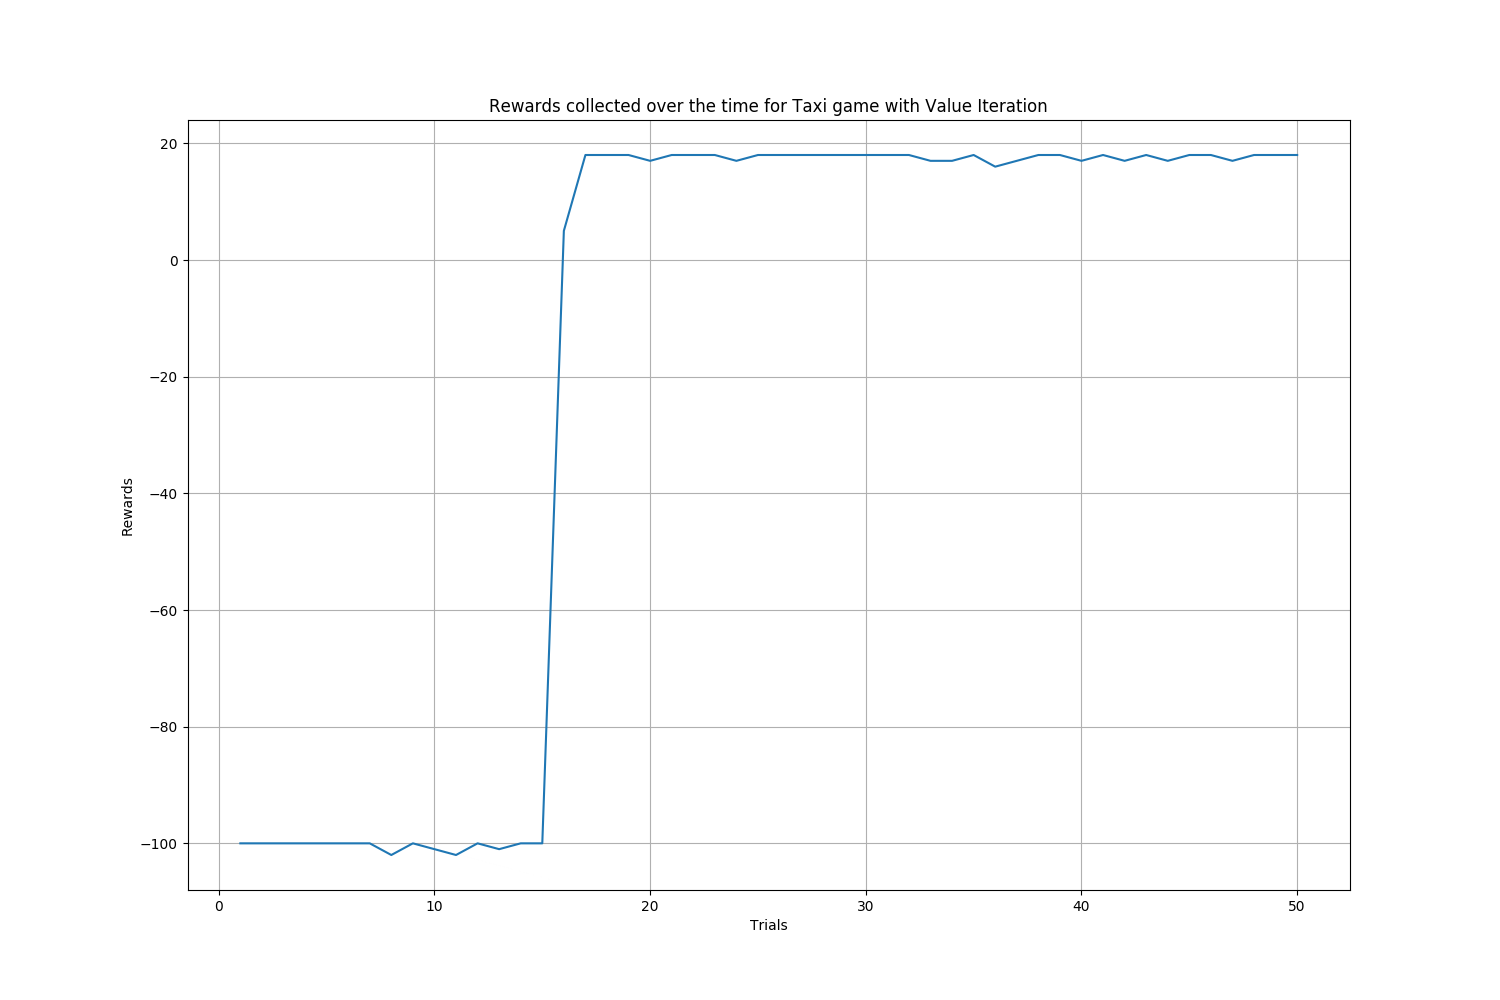 Rewards collected over the time for Taxi game with Value Iteration
20
0
−20
−40
−60
−80
−100
Rewards
0 10 20 30 40 50
Trials